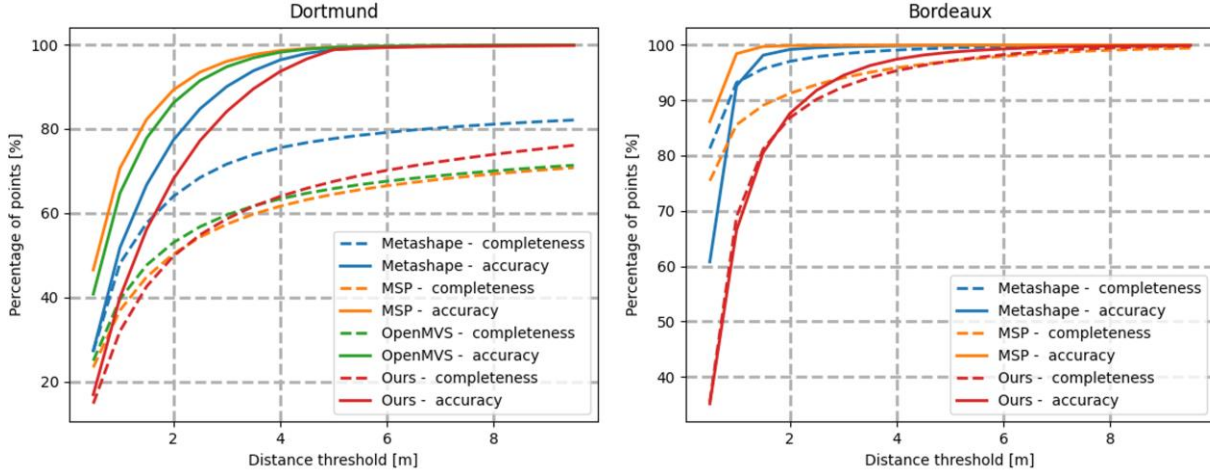 Dortmund
Percentage of points [%]
100
80
60
40
20
2
4
6
8
Distance threshold [m]
Metashape - completeness
Metashape - accuracy
MSP - completeness
MSP - accuracy
OpenMVS - completeness
OpenMVS - accuracy
Ours - completeness
Ours - accuracy
Bordeaux
Percentage of points [%]
100
90
80
70
60
50
40
2
4
6
8
Distance threshold [m]
Metashape - completeness
Metashape - accuracy
MSP - completeness
MSP - accuracy
Ours - completeness
Ours - accuracy